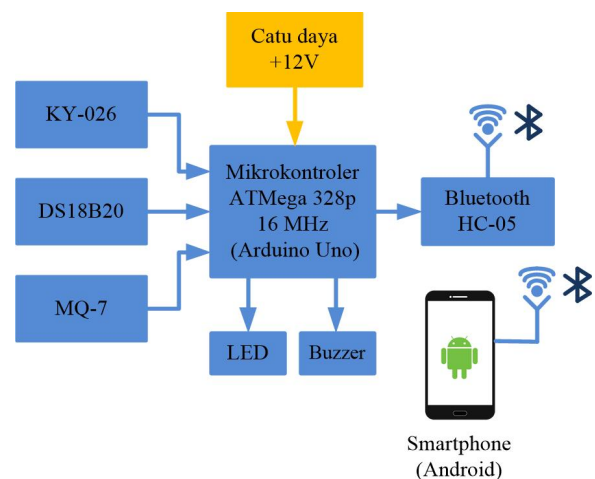 Catu daya
+12V
KY-026
DS18B20
MQ-7
Mikrokontroler
ATMega 328p
16 MHz
(Arduino Uno)
Bluetooth
HC-05
LED
Buzzer
Smartphone
(Android)